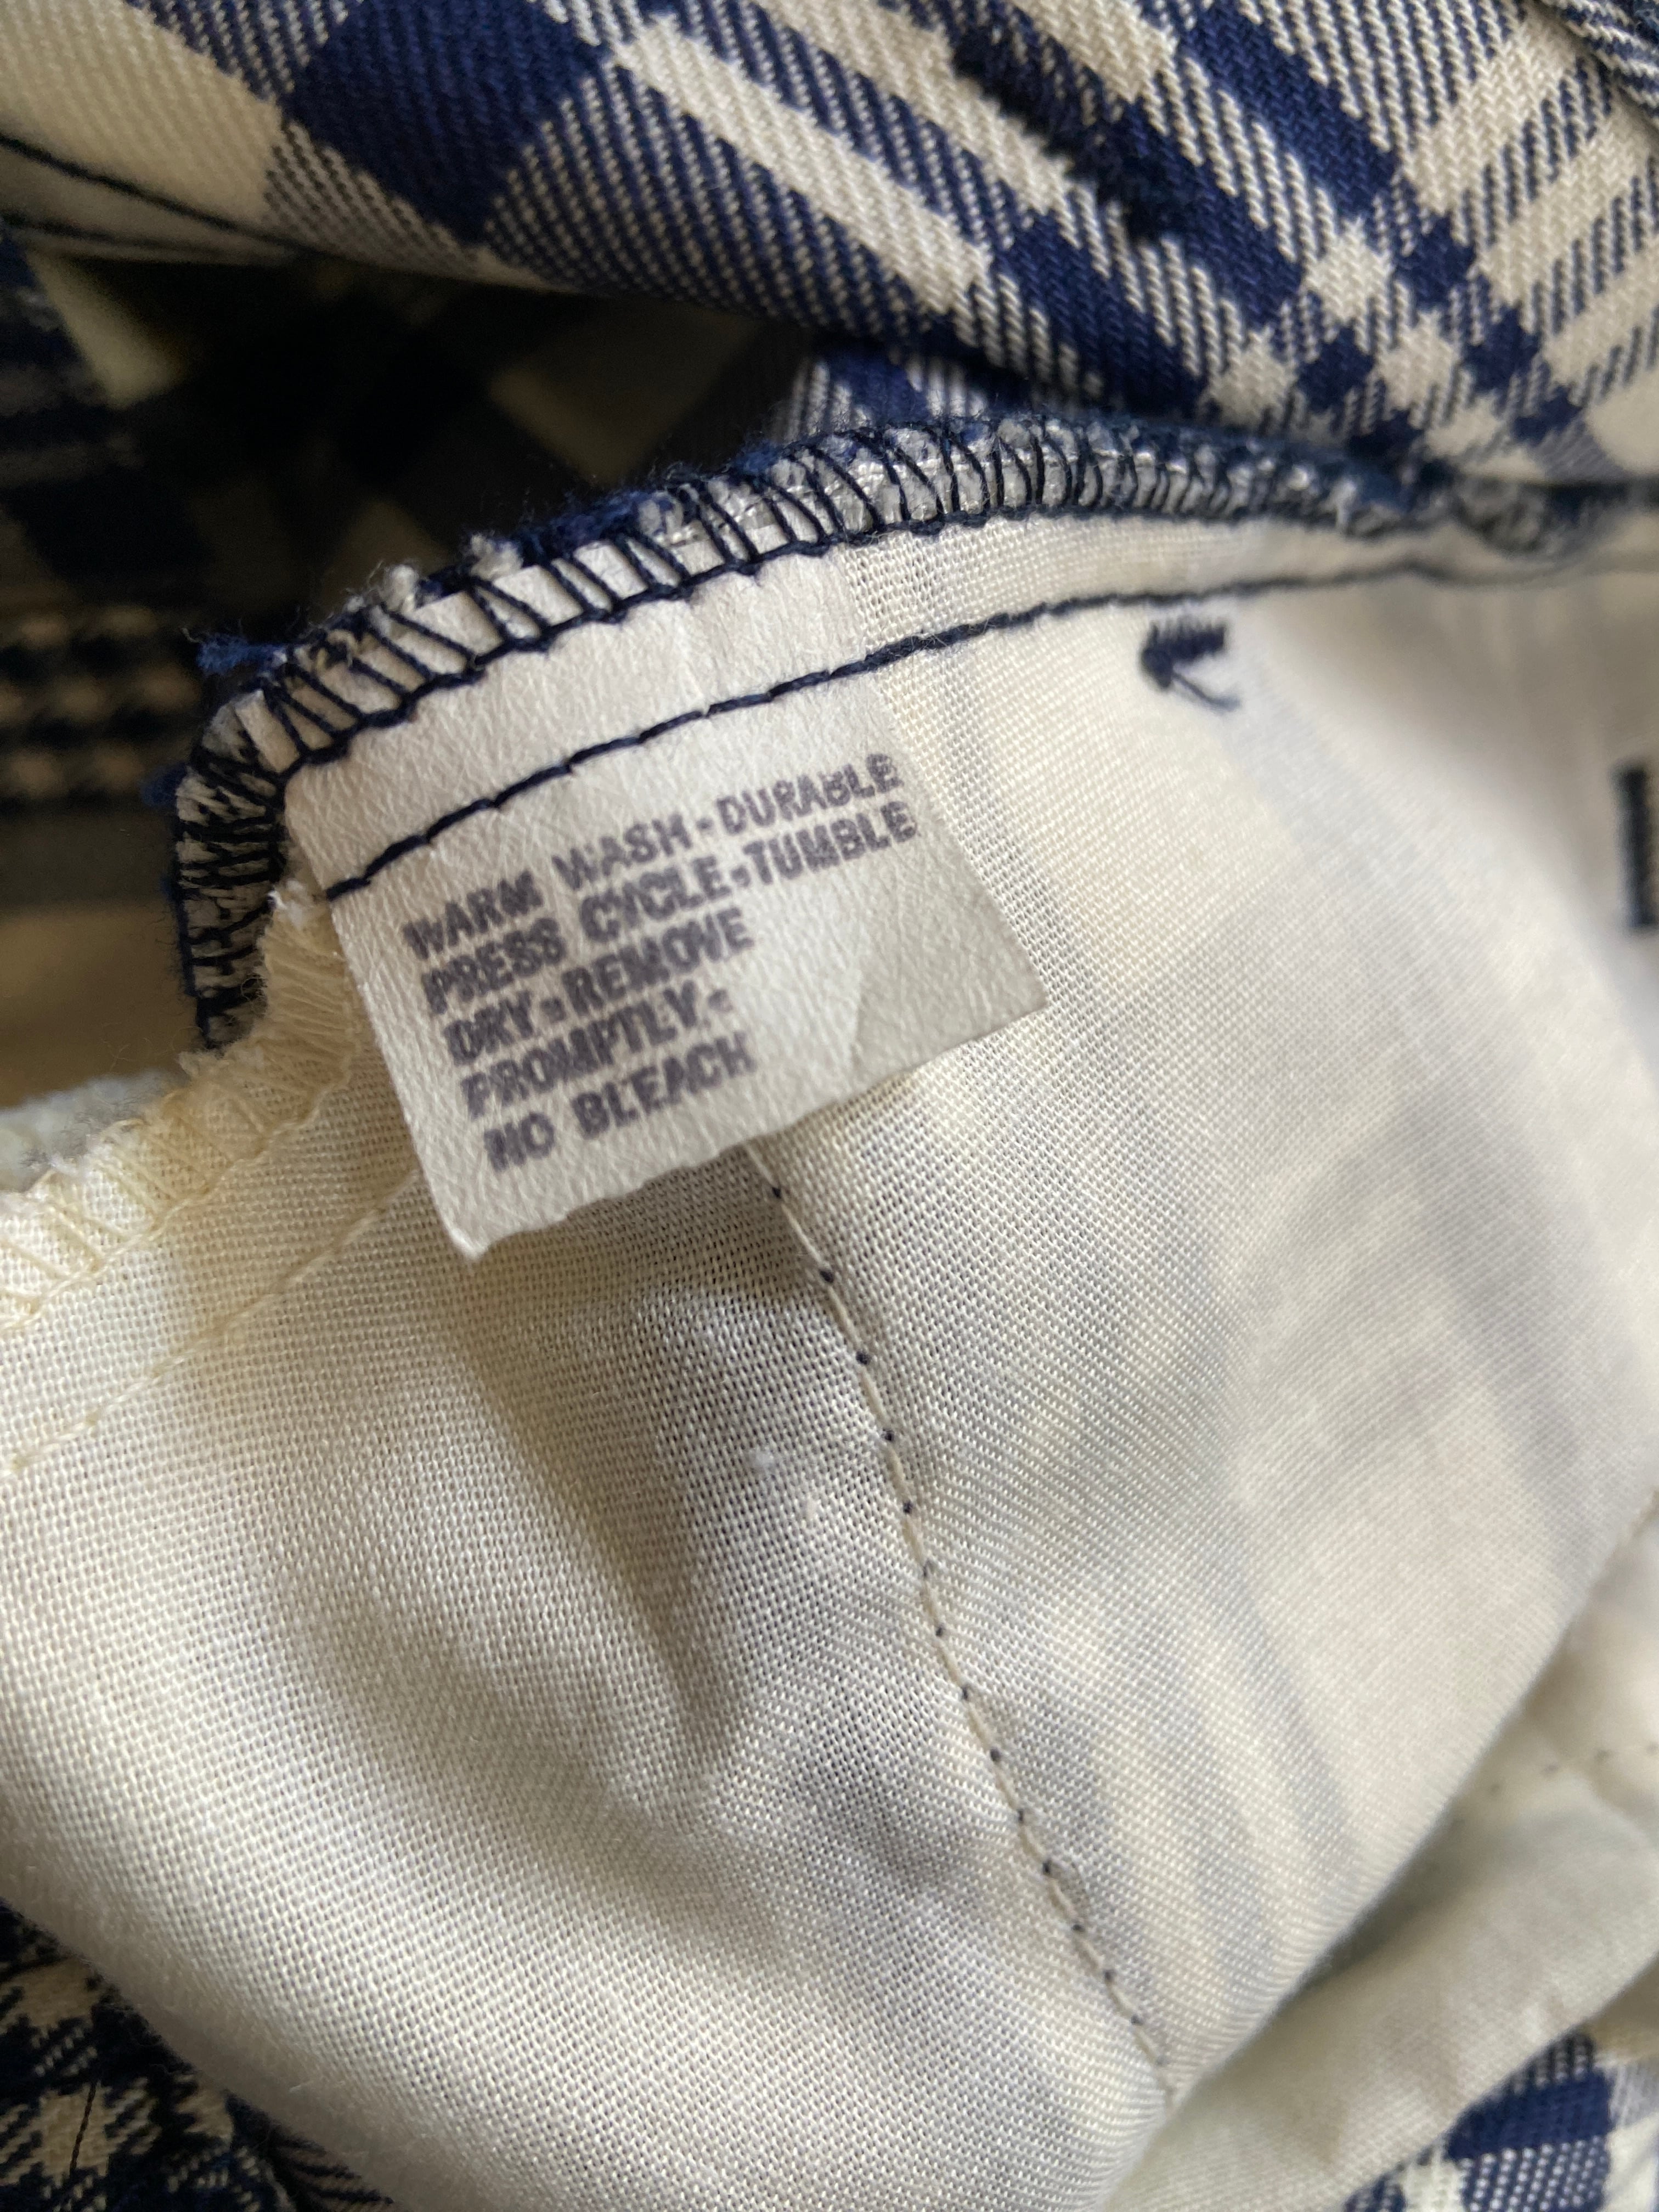 WARM WASH-DURABLE
PRESS CYCLE-TUMBLE
DRY-REMOVE
PROMPTLY-
NO BLEACH